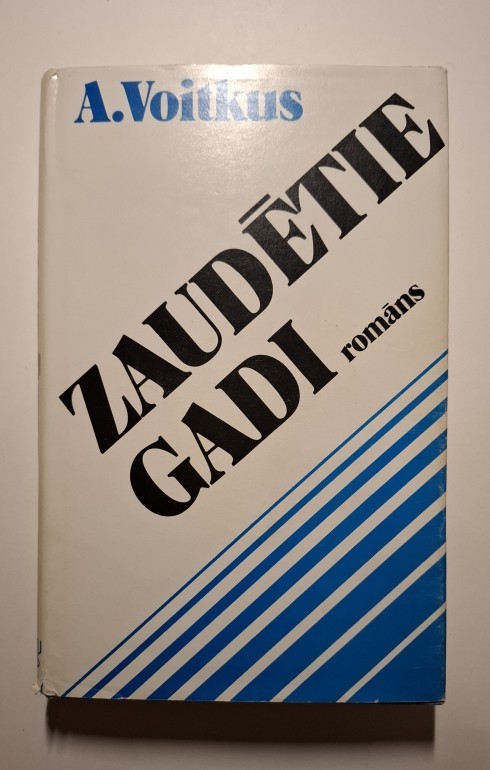 A.Voitkus
ZAUDĒTIE
GADI
romāns